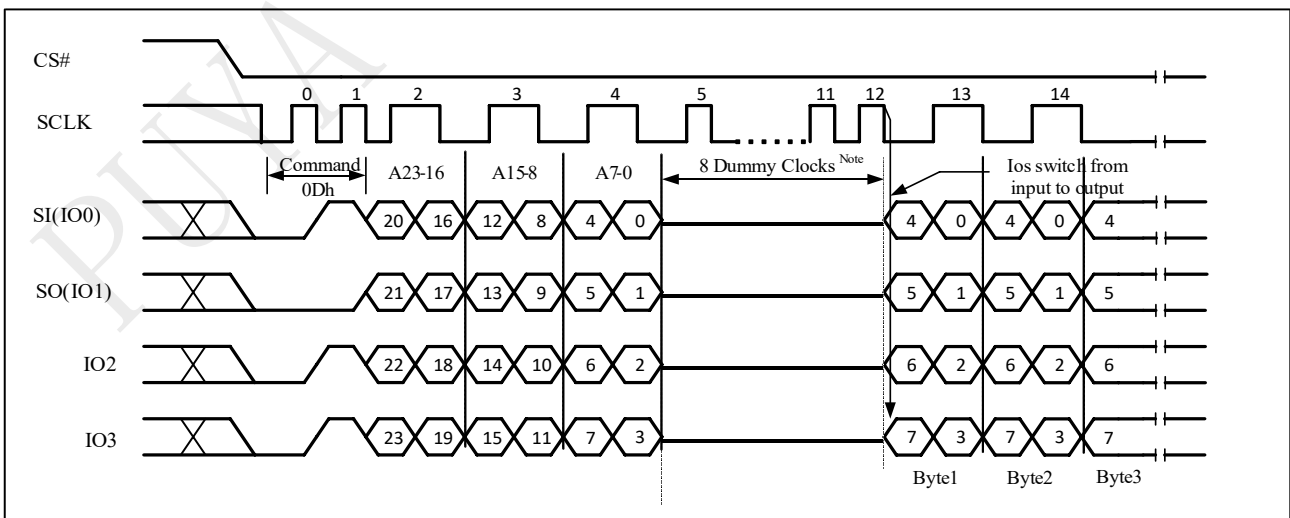 PUYA
CS#
0 1 2 3 4 5 11 12 13 14
SCLK
Command 0Dh A23-16 A15-8 A7-0 8 Dummy Clocks Note Ios switch from input to output
SI(IO0) 20 16 12 8 4 0 4 0 4 0 4
SO(IO1) 21 17 13 9 5 1 5 1 5 1 5
IO2 22 18 14 10 6 2 6 2 6 2 6
IO3 23 19 15 11 7 3 7 3 7 3 7
Byte1 Byte2 Byte3